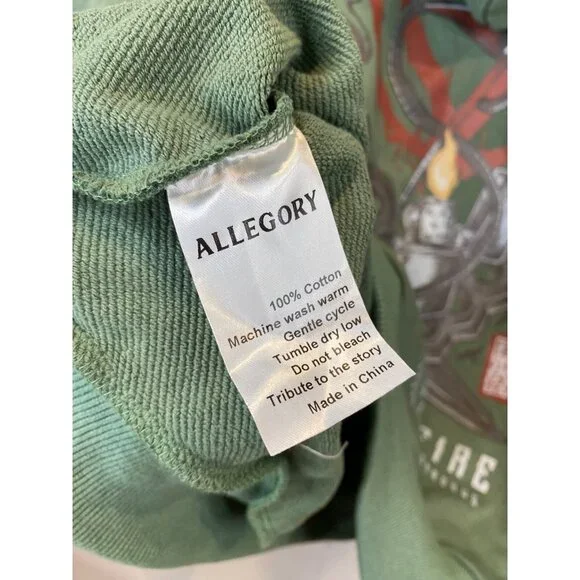 ALLEGORY
100% Cotton
Machine wash warm
Gentle cycle
Tumble dry low
Do not bleach
Tribute to the story
Made in China
FIRE